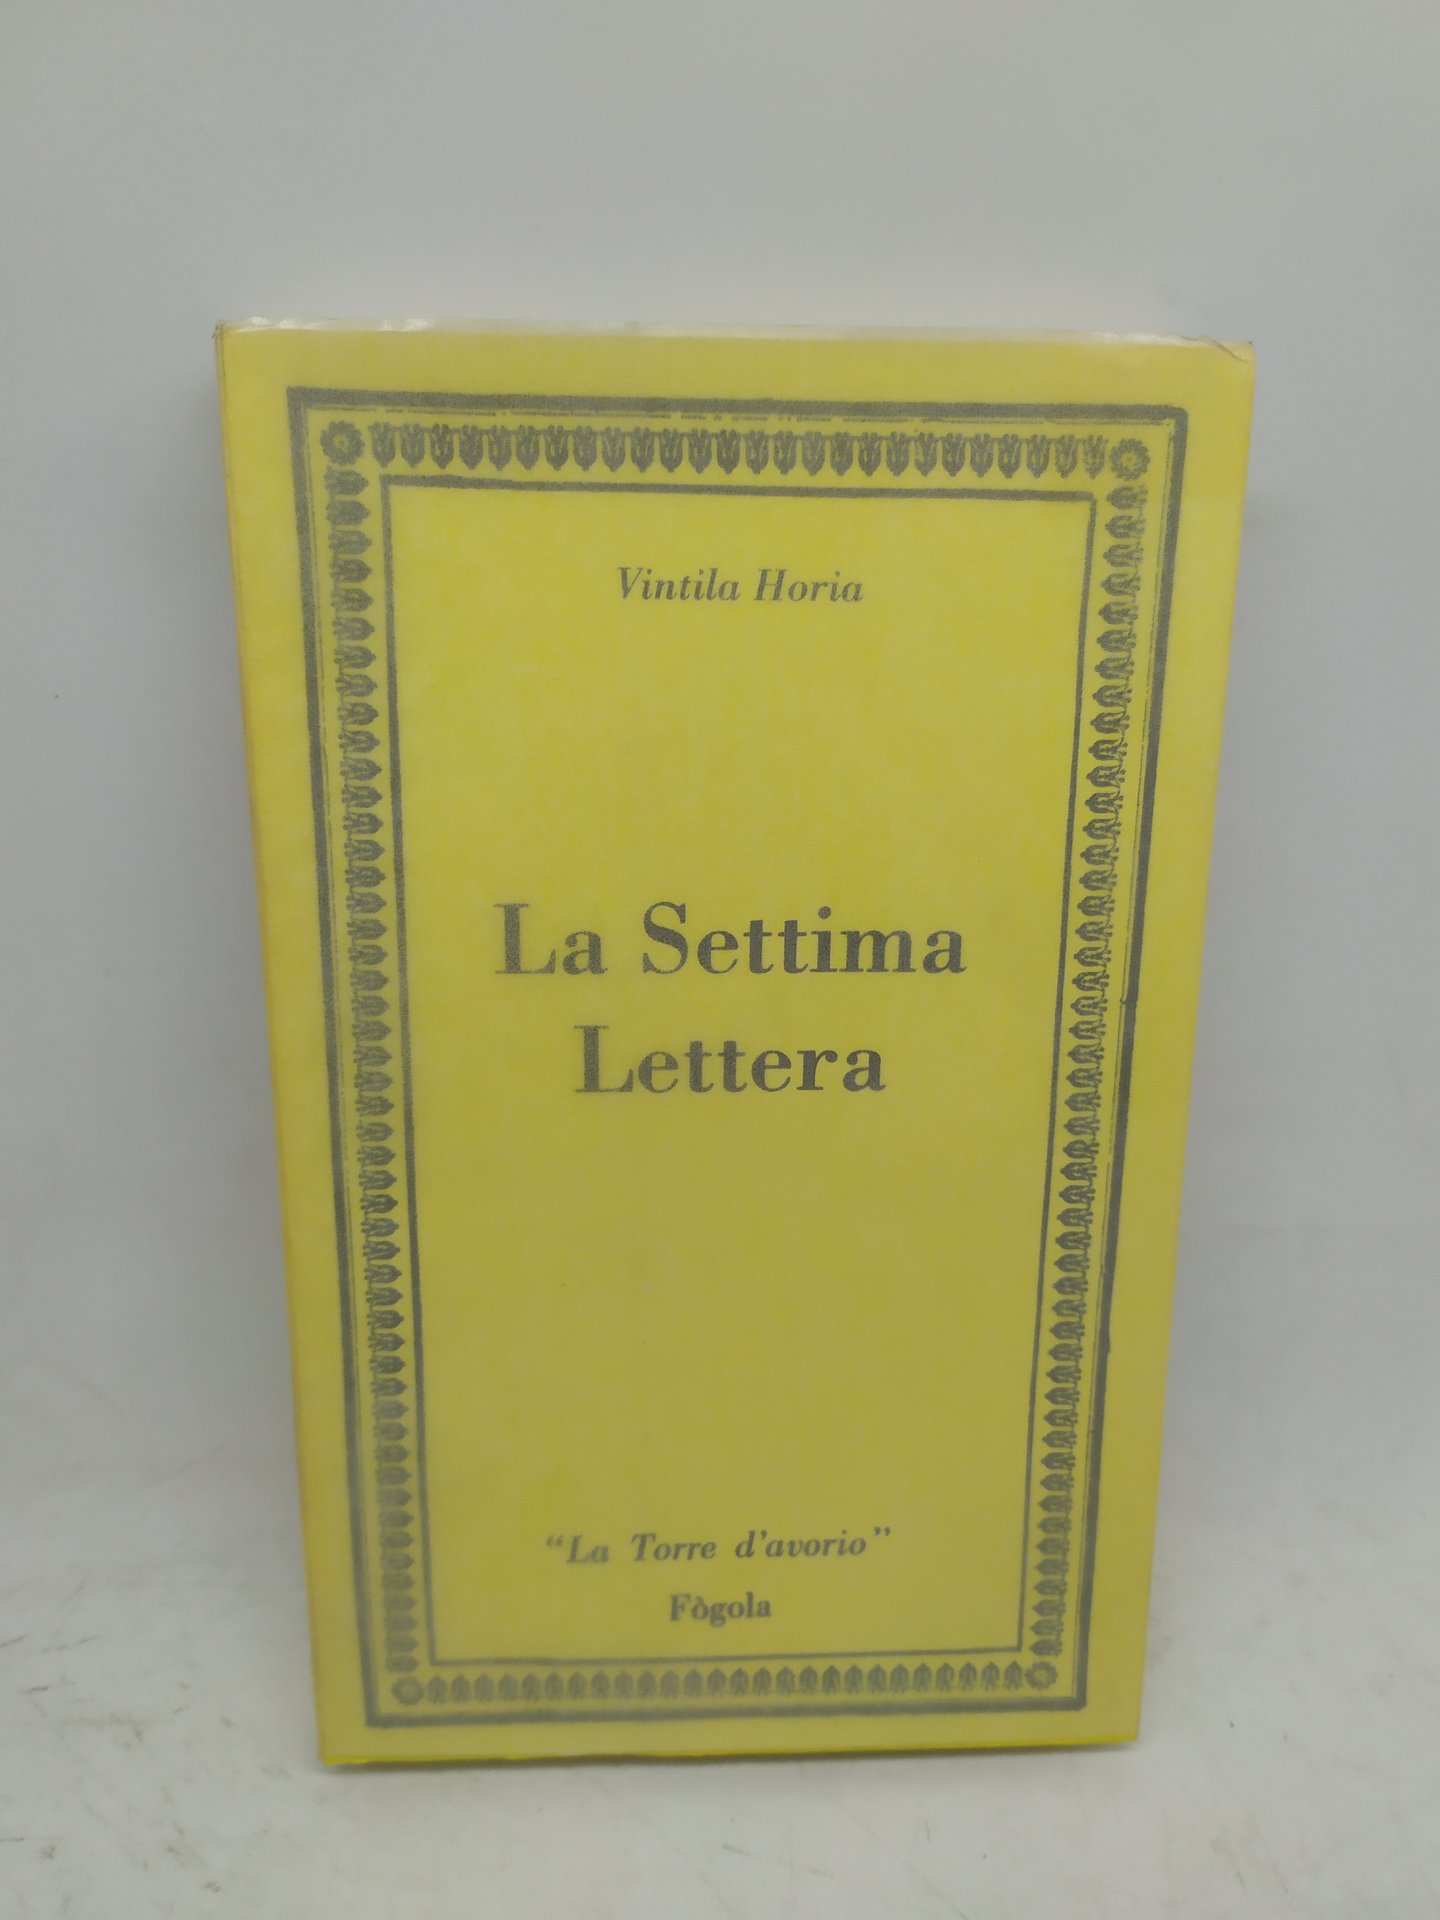 Vintila Horia
La Settima
Lettera
“La Torre d’avorio”
Fògola